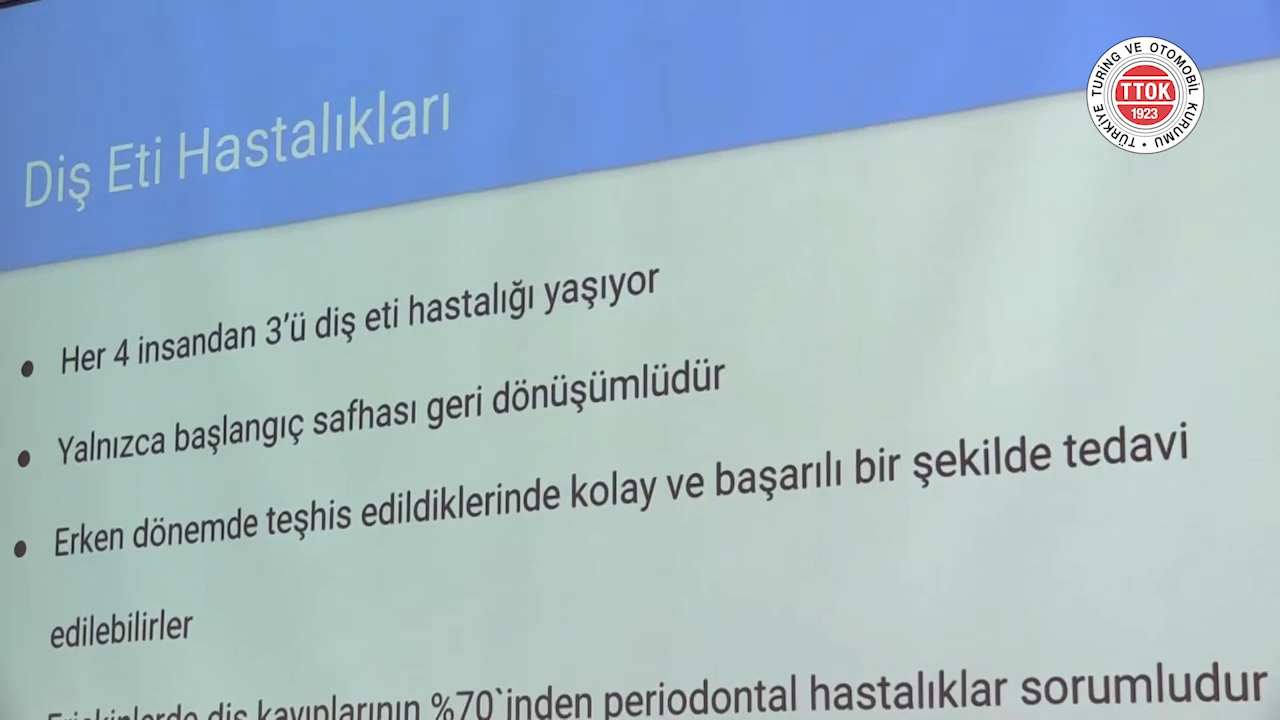 Diş Eti Hastalıkları
TÜRKİYE TURİNG VE OTOMOBİL KURUMU
TTOK
1923
Her 4 insandan 3'ü diş eti hastalığı yaşıyor
Yalnızca başlangıç safhası geri dönüşümlüdür
Erken dönemde teşhis edildiklerinde kolay ve başarılı bir şekilde tedavi
edilebilirler
Erişkinlerde diş kayıplarının %70`inden periodontal hastalıklar sorumludur